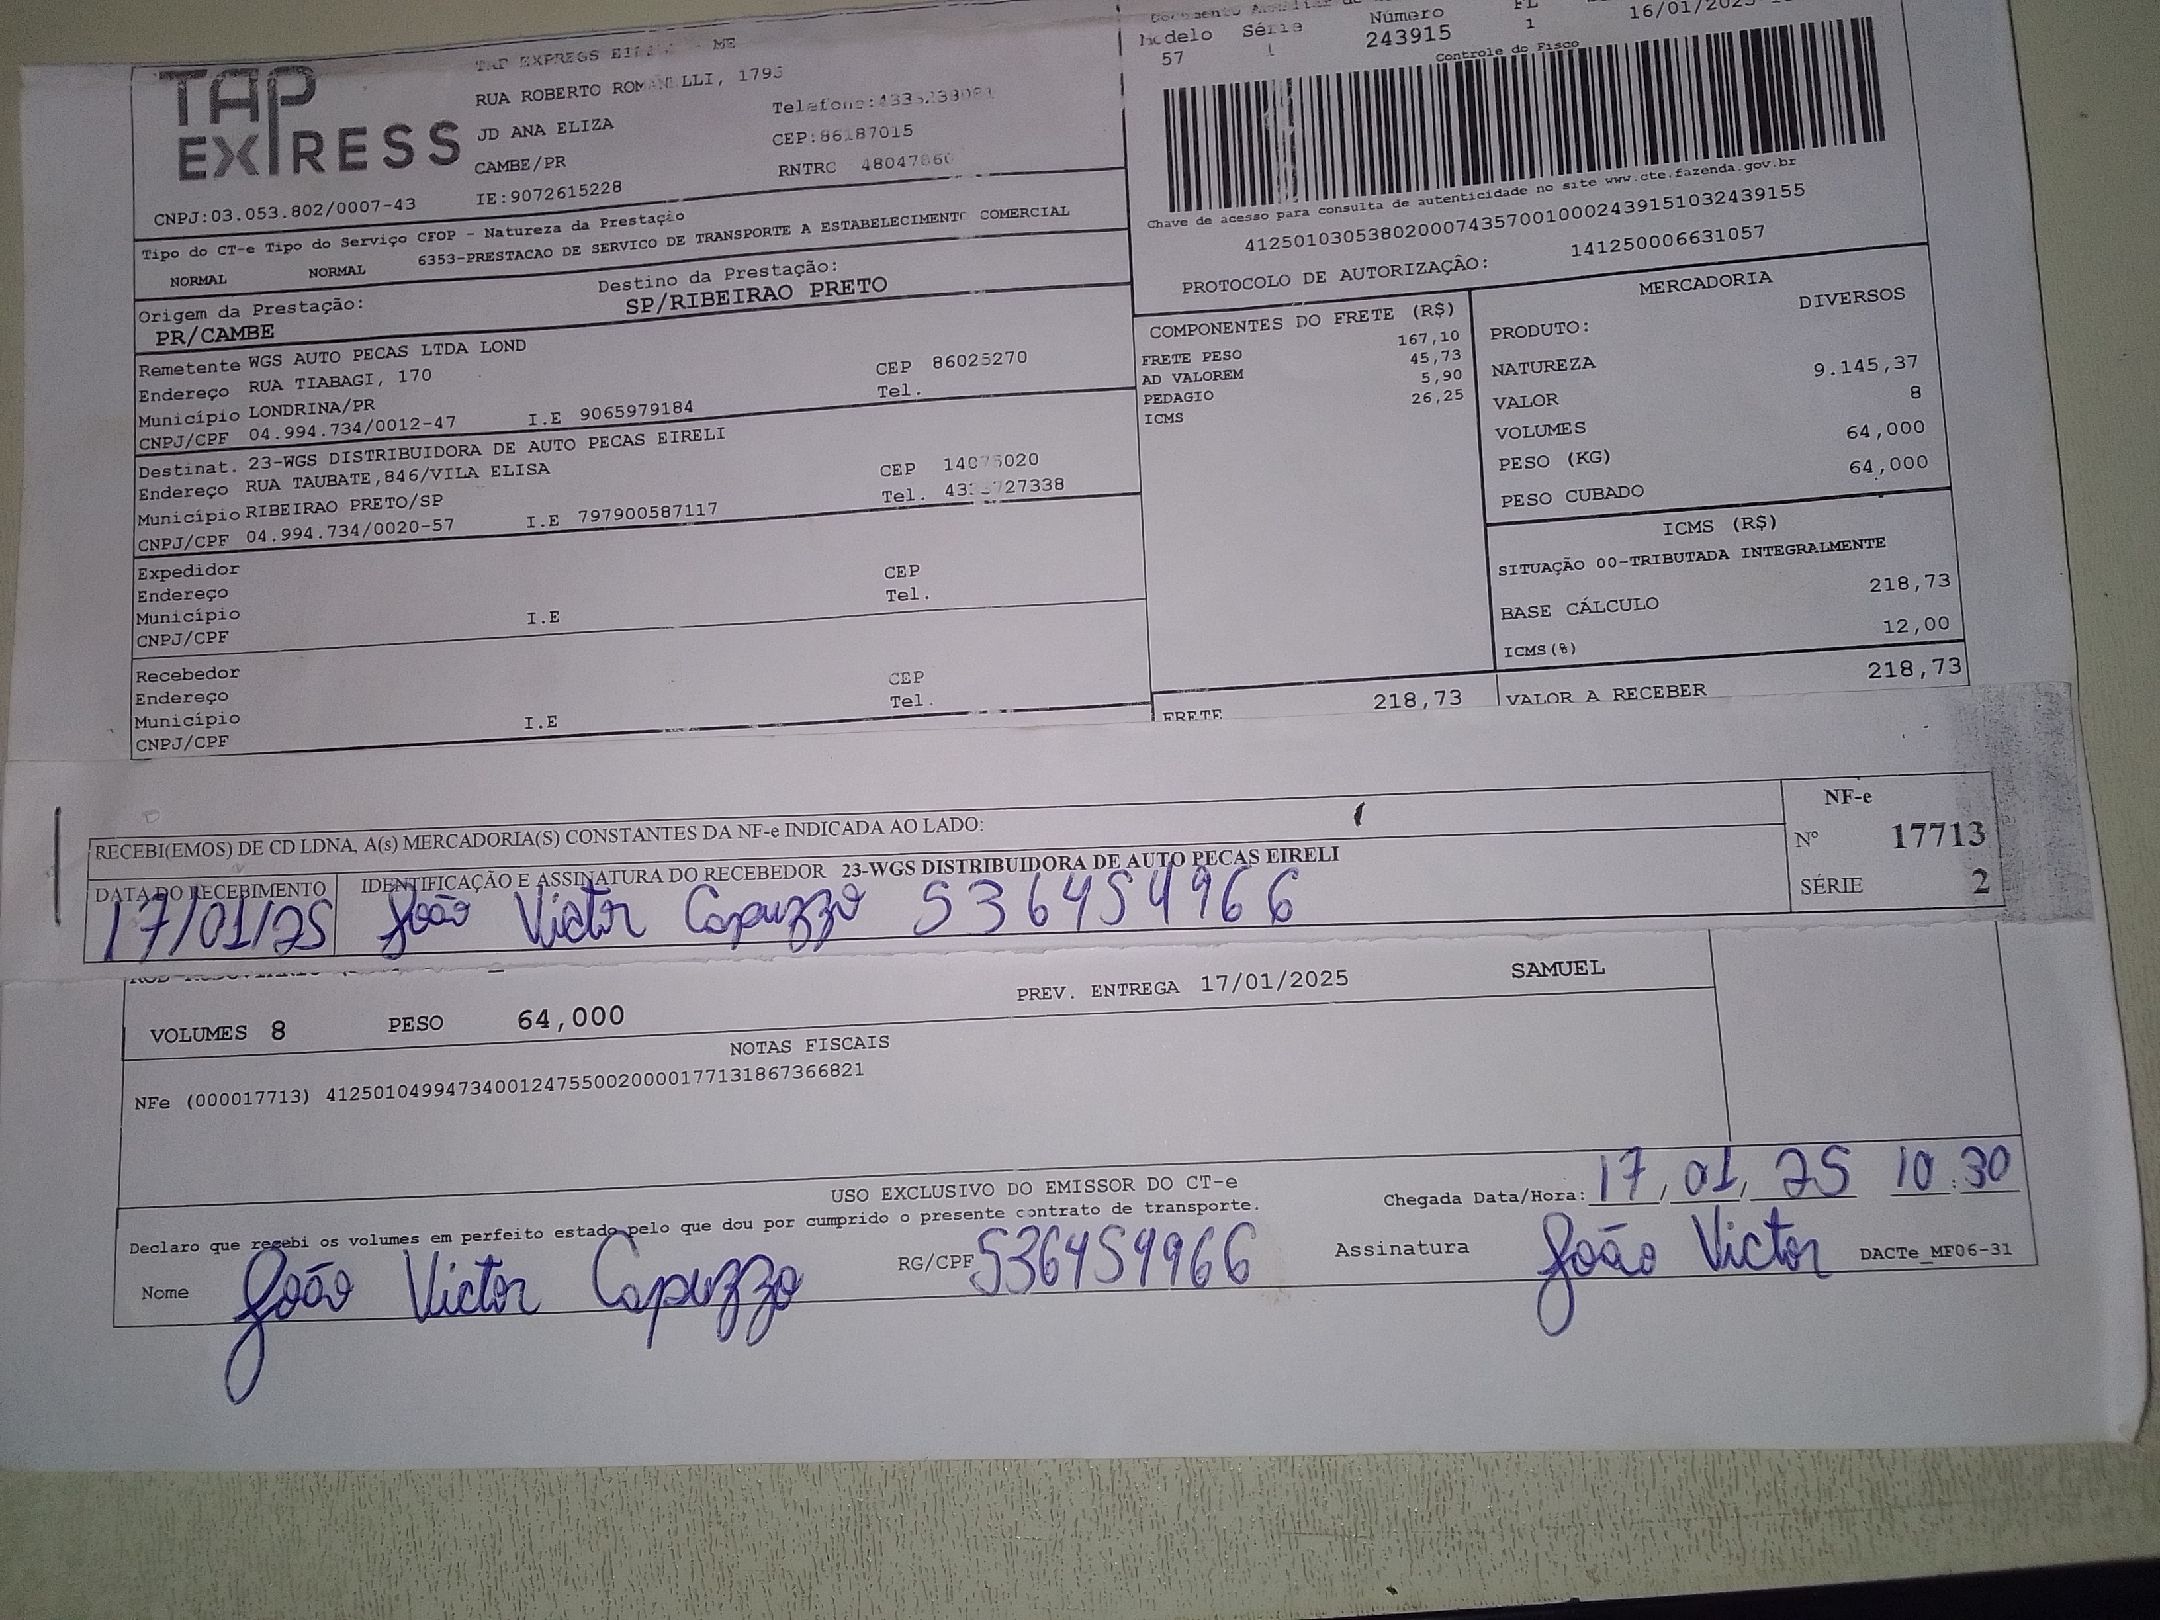 TAP EXPRESS
ME
RUA ROBERTO 1795
JD ANA ELIZA
CAMBE/PR CEP:86187015
CNPJ:03.053.802/0007-43 IE:9072615228 RNTRC
Modelo Série Número FL
57 1 243915 1 16/01/2025
Controle do Fisco
Chave de acesso para consulta de autenticidade no site www.cte.fazenda.gov.br
41250103053802000743570010002439151032439155
PROTOCOLO DE AUTORIZAÇÃO: 141250006631057
Tipo do CT-e Tipo do Serviço CFOP - Natureza da Prestação
NORMAL NORMAL 6353-PRESTACAO DE SERVICO DE TRANSPORTE A ESTABELECIMENTO COMERCIAL
Origem da Prestação: Destino da Prestação:
PR/CAMBE SP/RIBEIRAO PRETO
Remetente WGS AUTO PECAS LTDA LOND
Endereço RUA TIABAGI, 170 CEP 86025270
Município LONDRINA/PR Tel.
CNPJ/CPF 04.994.734/0012-47 I.E 9065979184
Destinat. 23-WGS DISTRIBUIDORA DE AUTO PECAS EIRELI
Endereço RUA TAUBATE,846/VILA ELISA CEP
Município RIBEIRAO PRETO/SP Tel.
CNPJ/CPF 04.994.734/0020-57 I.E 797900587117
Expedidor
Endereço CEP
Município Tel.
CNPJ/CPF I.E
Recebedor
Endereço CEP
Município Tel.
CNPJ/CPF I.E
COMPONENTES DO FRETE (R$)
FRETE PESO 167,10
AD VALOREM 45,73
PEDAGIO 5,90
ICMS 26,25
FRETE 218,73
MERCADORIA
PRODUTO: DIVERSOS
NATUREZA
VALOR 9.145,37
VOLUMES 8
PESO (KG) 64,000
PESO CUBADO 64,000
ICMS (R$)
SITUAÇÃO 00-TRIBUTADA INTEGRALMENTE
BASE CÁLCULO 218,73
ICMS(%) 12,00
VALOR A RECEBER 218,73
RECEBI(EMOS) DE CD LDNA, A(s) MERCADORIA(S) CONSTANTES DA NF-e INDICADA AO LADO:
DATA DO RECEBIMENTO IDENTIFICAÇÃO E ASSINATURA DO RECEBEDOR 23-WGS DISTRIBUIDORA DE AUTO PECAS EIRELI
17/01/25 João Victor Capuzzo 536454966
NF-e
Nº 17713
SÉRIE 2
VOLUMES 8 PESO 64,000 PREV. ENTREGA 17/01/2025 SAMUEL
NOTAS FISCAIS
NFe (000017713) 41250104994734001247550020000177131867366821
USO EXCLUSIVO DO EMISSOR DO CT-e
Declaro que recebi os volumes em perfeito estado pelo que dou por cumprido o presente contrato de transporte.
Chegada Data/Hora: 17/01/25 10:30
Nome João Victor Capuzzo RG/CPF 536454966 Assinatura João Victor DACTe_MF06-31